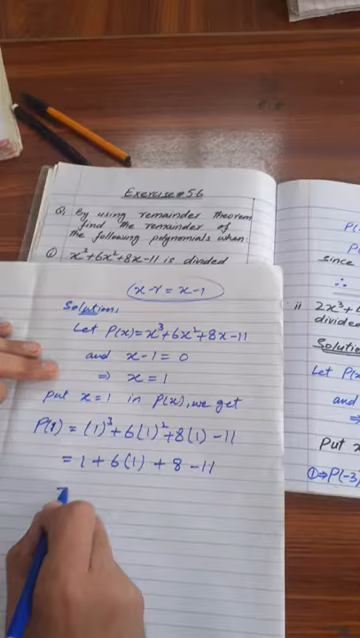 Exercise # 5.6
Q: By using remainder theorem
find the remainder of
the following polynomials when:
① x³+6x²+8x-11 is divided
(x-r = x-1
Solution,
Let P(x)=x³+6x²+8x-11
and x-1=0
⇒ x=1
put x=1 in P(x), we get
P(1) = (1)³+6(1)²+8(1)-11
= 1+6(1)+8-11
since
∴
ii 2x³+
divided
Solutio
Let P(x
and
⇒
Put x
①⇒P(-3)